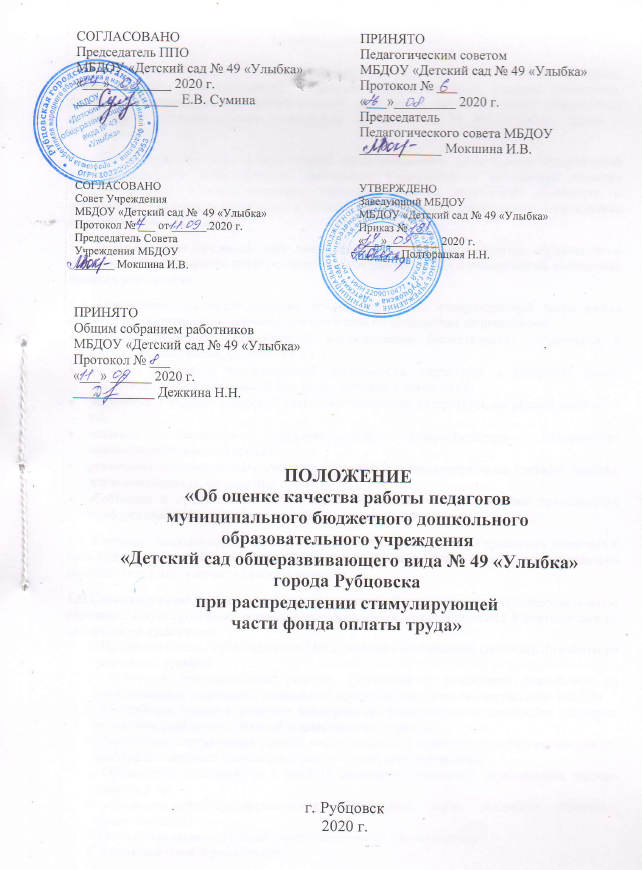 СОГЛАСОВАНО
Председатель ППО
МБДОУ «Детский сад № 49 «Улыбка»
2020 г.
Е.В. Сумина
ПРИНЯТО
Педагогическим советом
МБДОУ «Детский сад № 49 «Улыбка»
Протокол № 6
«26» 08 2020 г.
Председатель
Педагогического совета МБДОУ
Мокшина И.В.
СОГЛАСОВАНО
Совет Учреждения
МБДОУ «Детский сад № 49 «Улыбка»
Протокол № 4 от 11.09.2020 г.
Председатель Совета
Учреждения МБДОУ
Мокшина И.В.
УТВЕРЖДЕНО
Заведующий МБДОУ
МБДОУ «Детский сад № 49 «Улыбка»
Приказ №
2020 г.
Полторацкая Н.Н.
ПРИНЯТО
Общим собранием работников
МБДОУ «Детский сад № 49 «Улыбка»
Протокол № 8
«11» 09 2020 г.
Дежкина Н.Н.
ПОЛОЖЕНИЕ
«Об оценке качества работы педагогов
муниципального бюджетного дошкольного
образовательного учреждения
«Детский сад общеразвивающего вида № 49 «Улыбка»
города Рубцовска
при распределении стимулирующей
части фонда оплаты труда»
г. Рубцовск
2020 г.